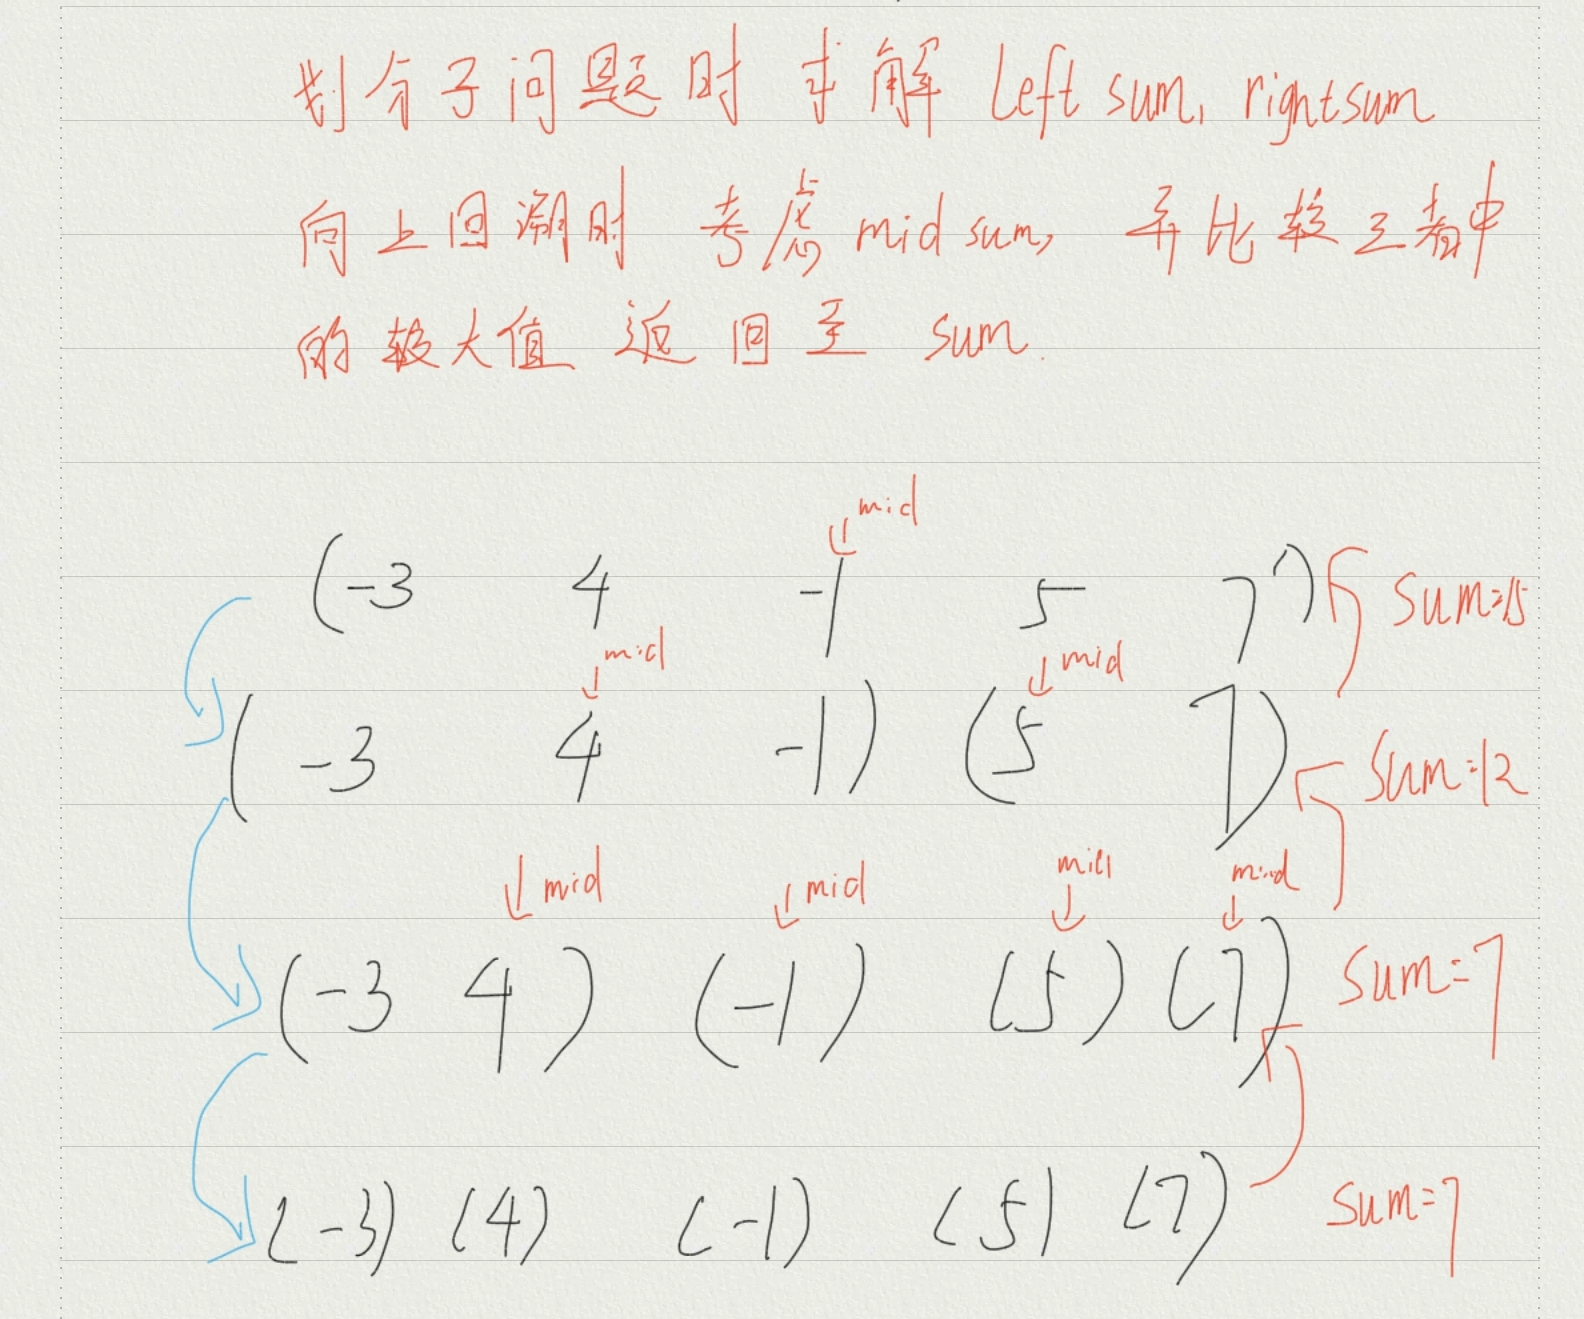 划分子问题时 求解 left sum, rightsum
向上回溯时 考虑 mid sum, 并比较三者中
的较大值 返回至 sum.
mid
(-3 4 -1 5 7) sum=15
mid mid
(-3 4 -1) (5 7) sum=12
mid mid mid mid
(-3 4) (-1) (5) (7) sum=7
(-3) (4) (-1) (5) (7) sum=7